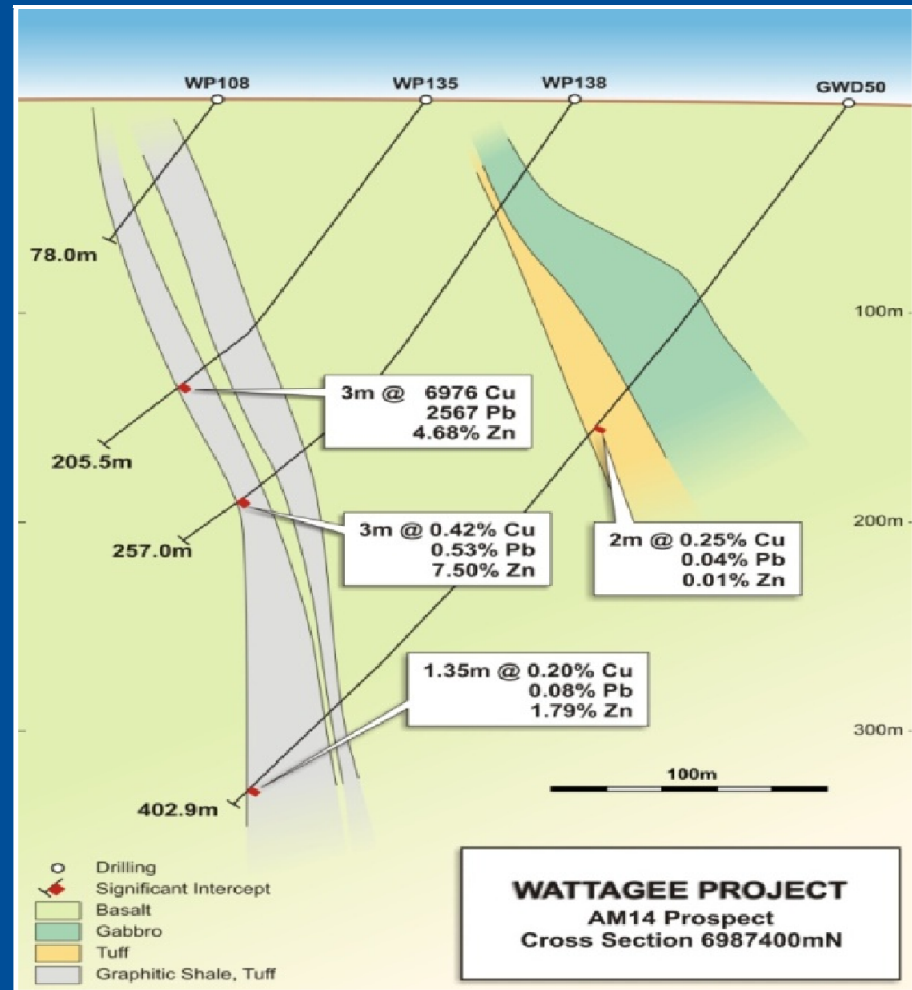 WP108
WP135
WP138
GWD50
78.0m
100m
3m @ 6976 Cu
2567 Pb
4.68% Zn
205.5m
200m
3m @ 0.42% Cu
0.53% Pb
7.50% Zn
257.0m
2m @ 0.25% Cu
0.04% Pb
0.01% Zn
1.35m @ 0.20% Cu
0.08% Pb
1.79% Zn
300m
100m
402.9m
Drilling
Significant Intercept
Basalt
Gabbro
Tuff
Graphitic Shale, Tuff
WATTAGEE PROJECT
AM14 Prospect
Cross Section 6987400mN